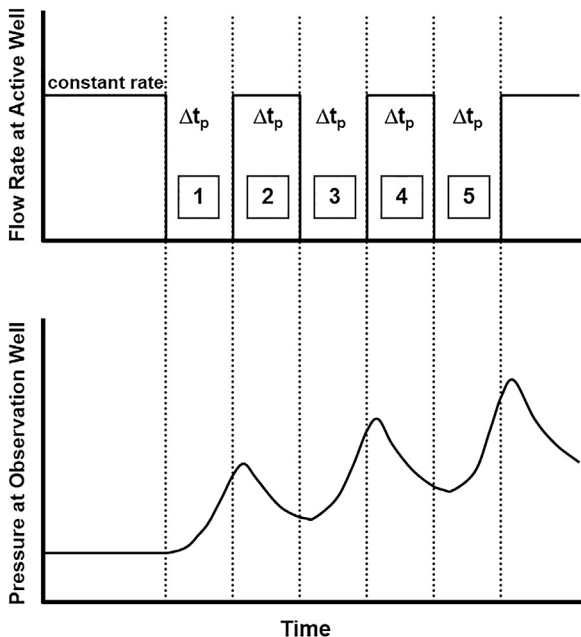 Flow Rate at Active Well
constant rate
Δtp Δtp Δtp Δtp Δtp
1 2 3 4 5
Pressure at Observation Well
Time